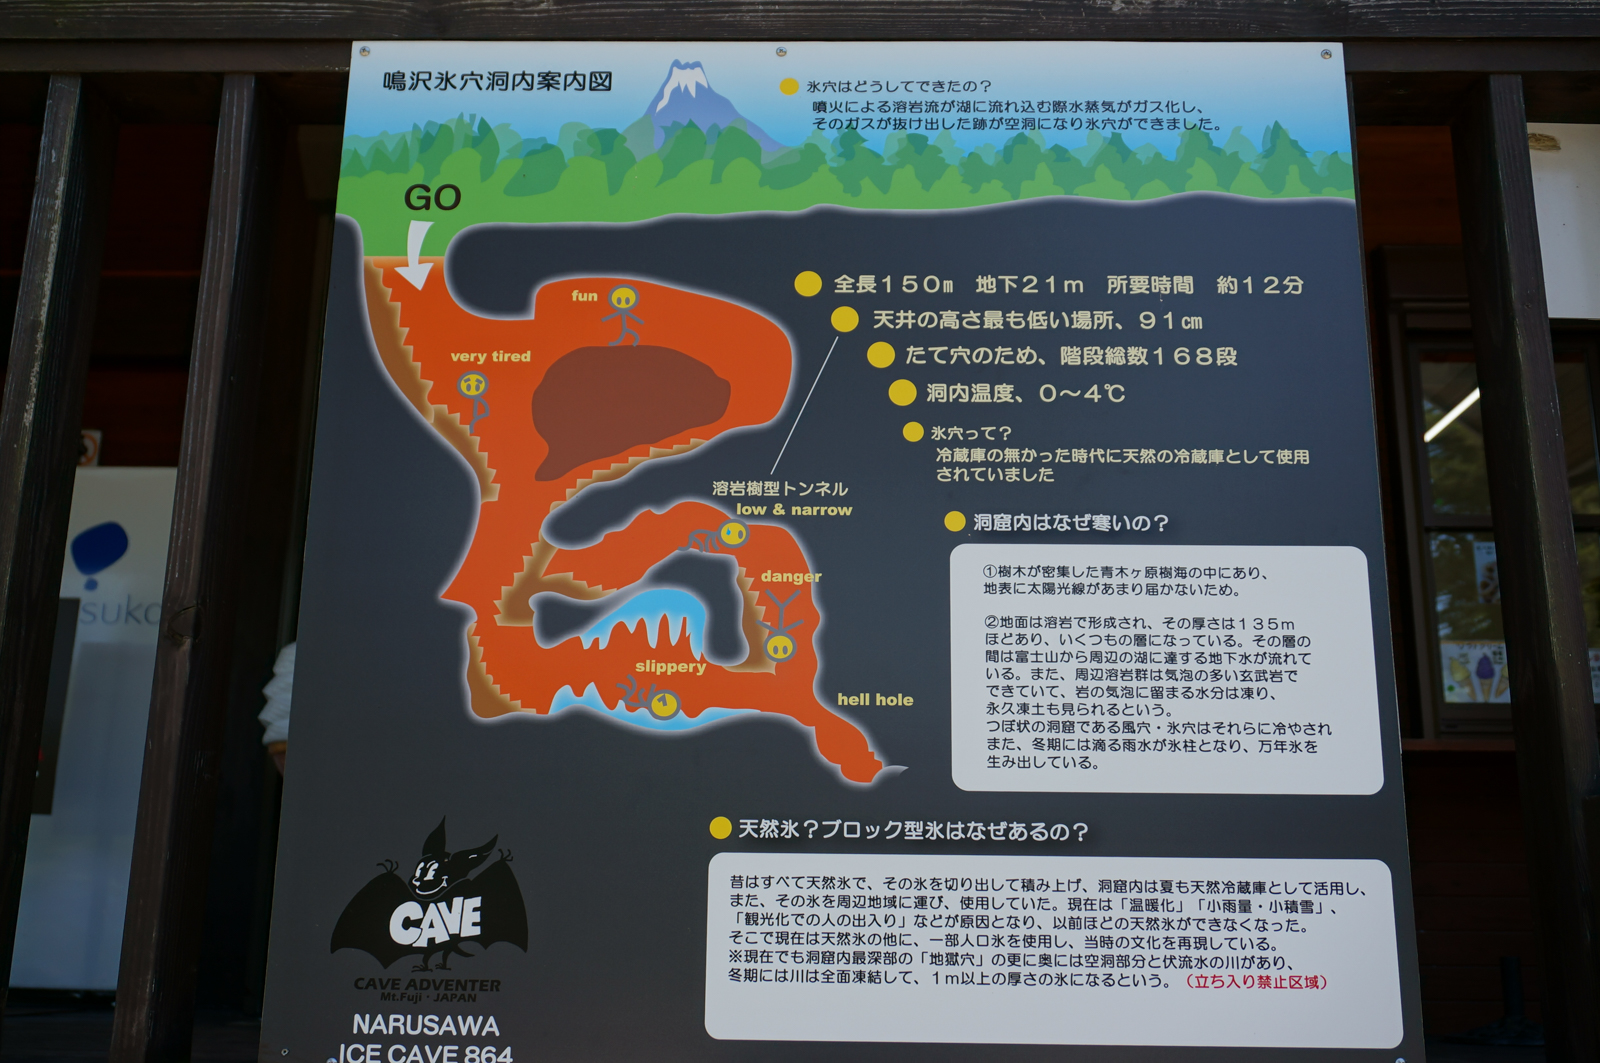 鳴沢氷穴洞内案内図
氷穴はどうしてできたの？
噴火による溶岩流が湖に流れ込む際水蒸気がガス化し、
そのガスが抜け出した跡が空洞になり氷穴ができました。
GO
fun
very tired
全長１５０ｍ　地下２１ｍ　所要時間　約１２分
天井の高さ最も低い場所、９１㎝
たて穴のため、階段総数１６８段
洞内温度、０～４℃
氷穴って？
冷蔵庫の無かった時代に天然の冷蔵庫として使用
されていました
溶岩樹型トンネル
low & narrow
danger
slippery
hell hole
洞窟内はなぜ寒いの？
①樹木が密集した青木ヶ原樹海の中にあり、
地表に太陽光線があまり届かないため。
②地面は溶岩で形成され、その厚さは１３５ｍ
ほどあり、いくつもの層になっている。その層の
間は富士山から周辺の湖に達する地下水が流れて
いる。また、周辺溶岩群は気泡の多い玄武岩で
できていて、岩の気泡に留まる水分は凍り、
永久凍土も見られるという。
つぼ状の洞窟である風穴・氷穴はそれらに冷やされ
また、冬期には滴る雨水が氷柱となり、万年氷を
生み出している。
天然氷？ブロック型氷はなぜあるの？
昔はすべて天然氷で、その氷を切り出して積み上げ、洞窟内は夏も天然冷蔵庫として活用し、
また、その氷を周辺地域に運び、使用していた。現在は「温暖化」「小雨量・小積雪」、
「観光化での人の出入り」などが原因となり、以前ほどの天然氷ができなくなった。
そこで現在は天然氷の他に、一部人口氷を使用し、当時の文化を再現している。
※現在でも洞窟内最深部の「地獄穴」の更に奥には空洞部分と伏流水の川があり、
冬期には川は全面凍結して、１ｍ以上の厚さの氷になるという。（立ち入り禁止区域）
CAVE
CAVE ADVENTER
Mt.Fuji・JAPAN
NARUSAWA
ICE CAVE 864
suko